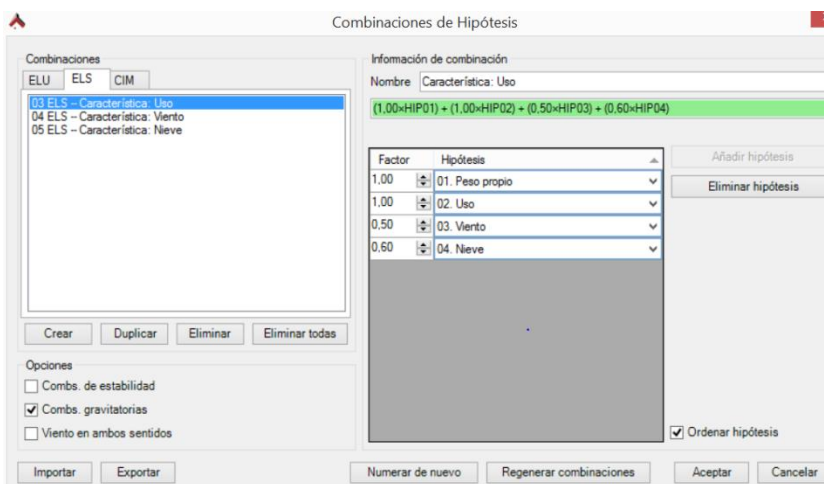 Combinaciones de Hipótesis
Combinaciones
ELU ELS CIM
03 ELS -- Característica: Uso
04 ELS -- Característica: Viento
05 ELS -- Característica: Nieve
Crear Duplicar Eliminar Eliminar todas
Opciones
Combs. de estabilidad
Combs. gravitatorias
Viento en ambos sentidos
Información de combinación
Nombre Característica: Uso
(1,00×HIP01) + (1,00×HIP02) + (0,50×HIP03) + (0,60×HIP04)
Factor Hipótesis
1,00 01. Peso propio
1,00 02. Uso
0,50 03. Viento
0,60 04. Nieve
Añadir hipótesis
Eliminar hipótesis
Ordenar hipótesis
Importar Exportar Numerar de nuevo Regenerar combinaciones Aceptar Cancelar